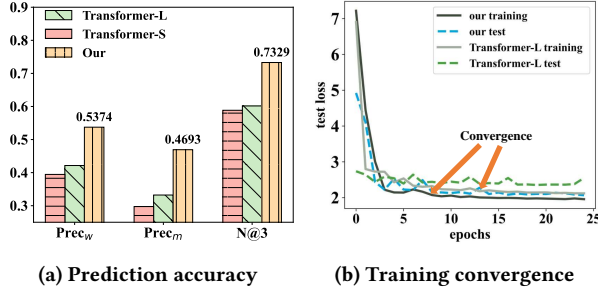 0.9
0.8
0.7
0.6
0.5
0.4
0.3
Transformer-L
Transformer-S
Our
0.5374
0.4693
0.7329
Prec_w
Prec_m
N@3
(a) Prediction accuracy
7
6
5
4
3
2
test loss
our training
our test
Transformer-L training
Transformer-L test
Convergence
0
5
10
15
20
25
epochs
(b) Training convergence